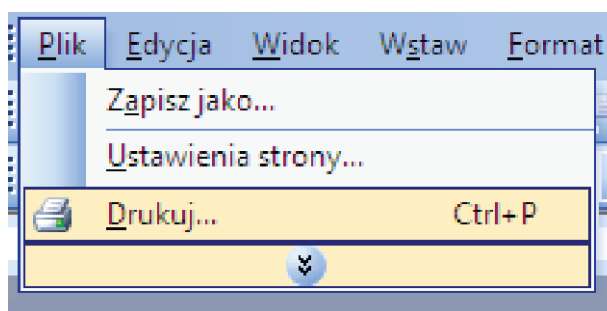 Plik Edycja Widok Wstaw Format
Zapisz jako...
Ustawienia strony...
Drukuj... Ctrl+P